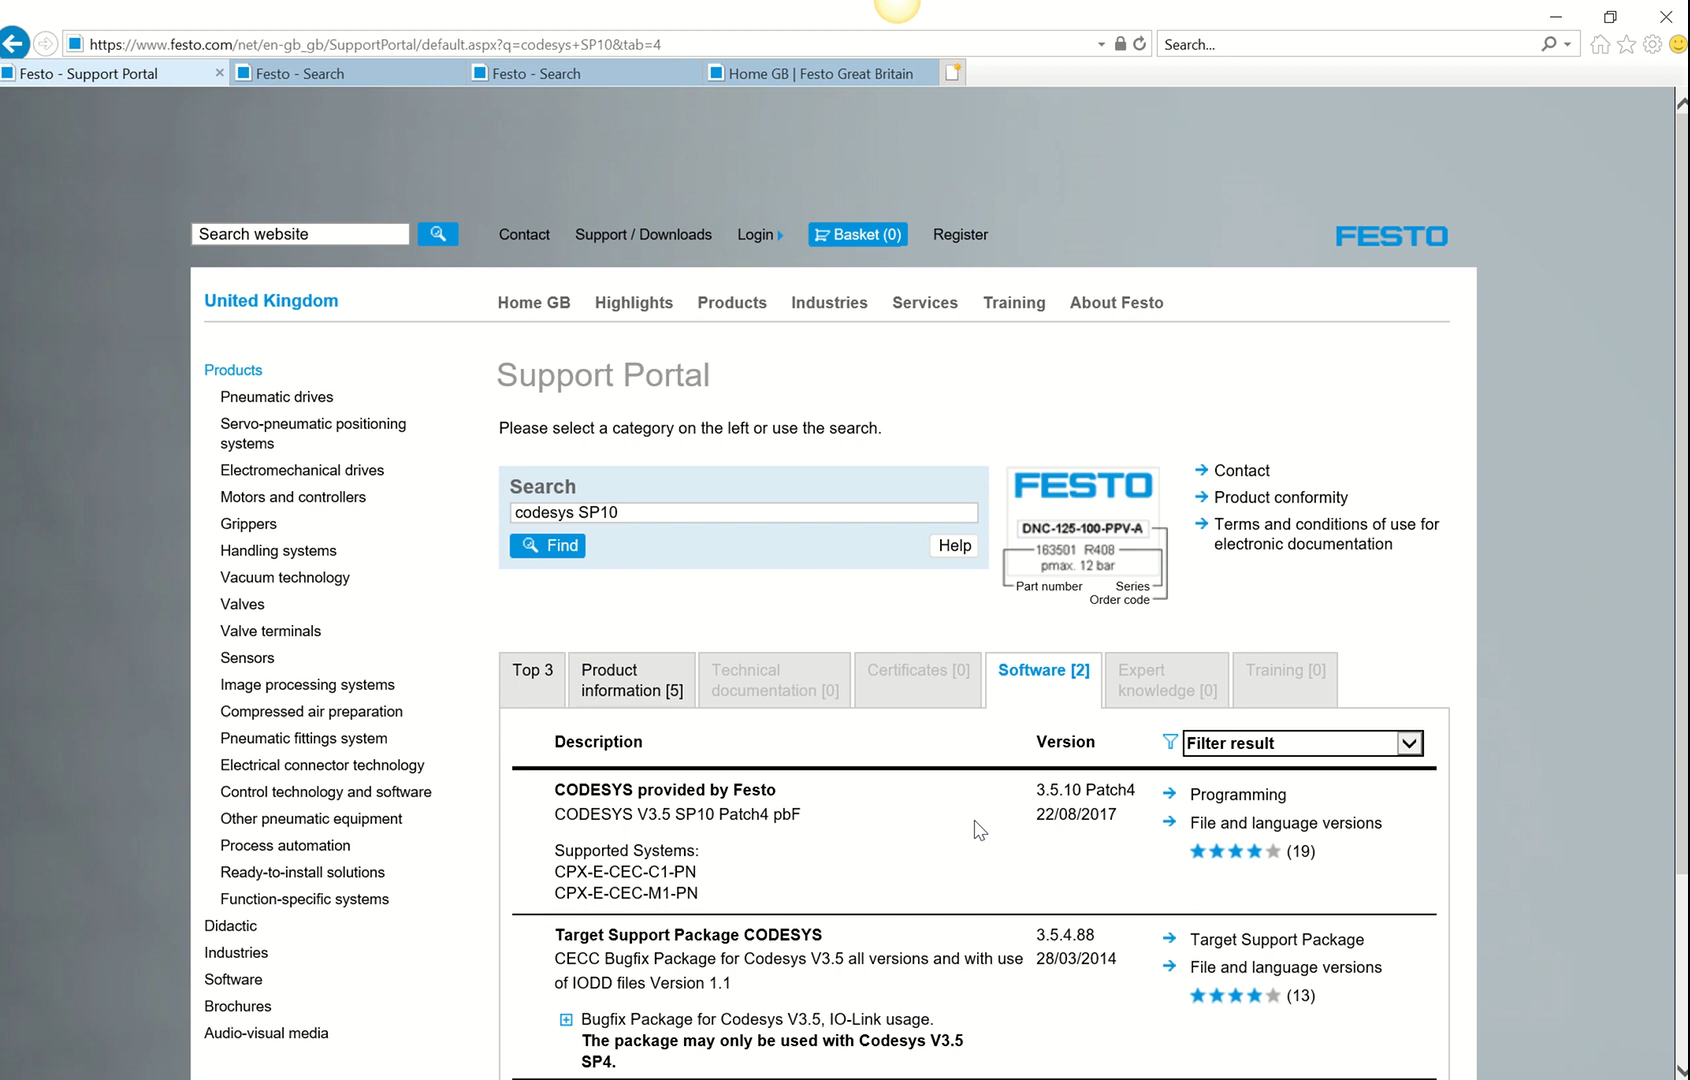 https://www.festo.com/net/en-gb_gb/SupportPortal/default.aspx?q=codesys+SP10&tab=4
Search...
Festo - Support Portal
Festo - Search
Festo - Search
Home GB | Festo Great Britain
Search website
Contact
Support / Downloads
Login
Basket (0)
Register
FESTO
United Kingdom
Home GB
Highlights
Products
Industries
Services
Training
About Festo
Products
Pneumatic drives
Servo-pneumatic positioning
systems
Electromechanical drives
Motors and controllers
Grippers
Handling systems
Vacuum technology
Valves
Valve terminals
Sensors
Image processing systems
Compressed air preparation
Pneumatic fittings system
Electrical connector technology
Control technology and software
Other pneumatic equipment
Process automation
Ready-to-install solutions
Function-specific systems
Didactic
Industries
Software
Brochures
Audio-visual media
Support Portal
Please select a category on the left or use the search.
Search
codesys SP10
Find
Help
FESTO
DNC-125-100-PPV-A
163501 R408
pmax. 12 bar
Part number
Series
Order code
Contact
Product conformity
Terms and conditions of use for
electronic documentation
Top 3
Product
information [5]
Technical
documentation [0]
Certificates [0]
Software [2]
Expert
knowledge [0]
Training [0]
Description
Version
Filter result
CODESYS provided by Festo
CODESYS V3.5 SP10 Patch4 pbF
Supported Systems:
CPX-E-CEC-C1-PN
CPX-E-CEC-M1-PN
3.5.10 Patch4
22/08/2017
Programming
File and language versions
(19)
Target Support Package CODESYS
CECC Bugfix Package for Codesys V3.5 all versions and with use
of IODD files Version 1.1
Bugfix Package for Codesys V3.5, IO-Link usage.
The package may only be used with Codesys V3.5
SP4.
3.5.4.88
28/03/2014
Target Support Package
File and language versions
(13)